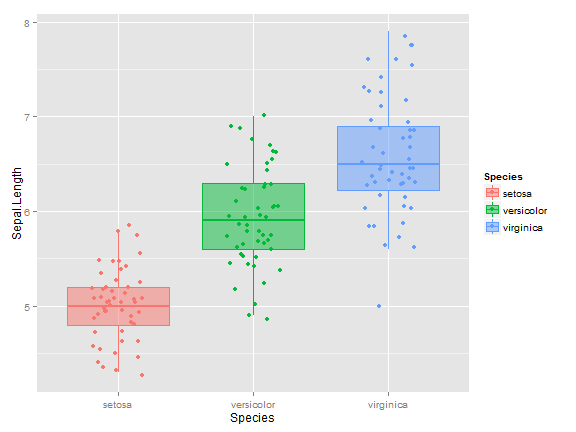 8
7
6
5
Sepal.Length
setosa
versicolor
virginica
Species
Species
setosa
versicolor
virginica